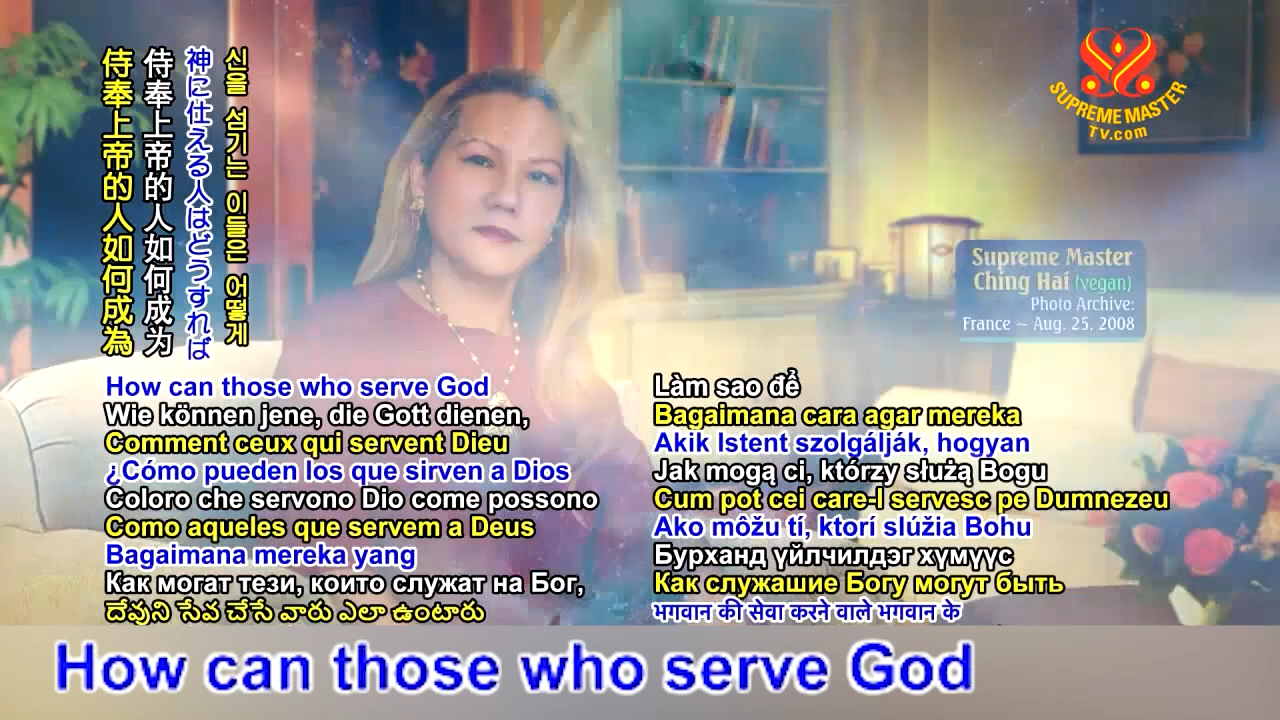 신을 섬기는 이들은 어떻게
神に仕える人はどうすれば
侍奉上帝的人如何成为
侍奉上帝的人如何成為
SUPREME MASTER
TV.com
Supreme Master
Ching Hai (vegan)
Photo Archive:
France ~ Aug. 25, 2008
How can those who serve God
Wie können jene, die Gott dienen,
Comment ceux qui servent Dieu
¿Cómo pueden los que sirven a Dios
Coloro che servono Dio come possono
Como aqueles que servem a Deus
Bagaimana mereka yang
Как могат тези, които служат на Бог,
దేవుని సేవ చేసే వారు ఎలా ఉంటారు
Làm sao để
Bagaimana cara agar mereka
Akik Istent szolgálják, hogyan
Jak mogą ci, którzy służą Bogu
Cum pot cei care-I servesc pe Dumnezeu
Ako môžu tí, ktorí slúžia Bohu
Бурханд үйлчилдэг хүмүүс
Как служашие Богу могут быть
भगवान की सेवा करने वाले भगवान के
How can those who serve God